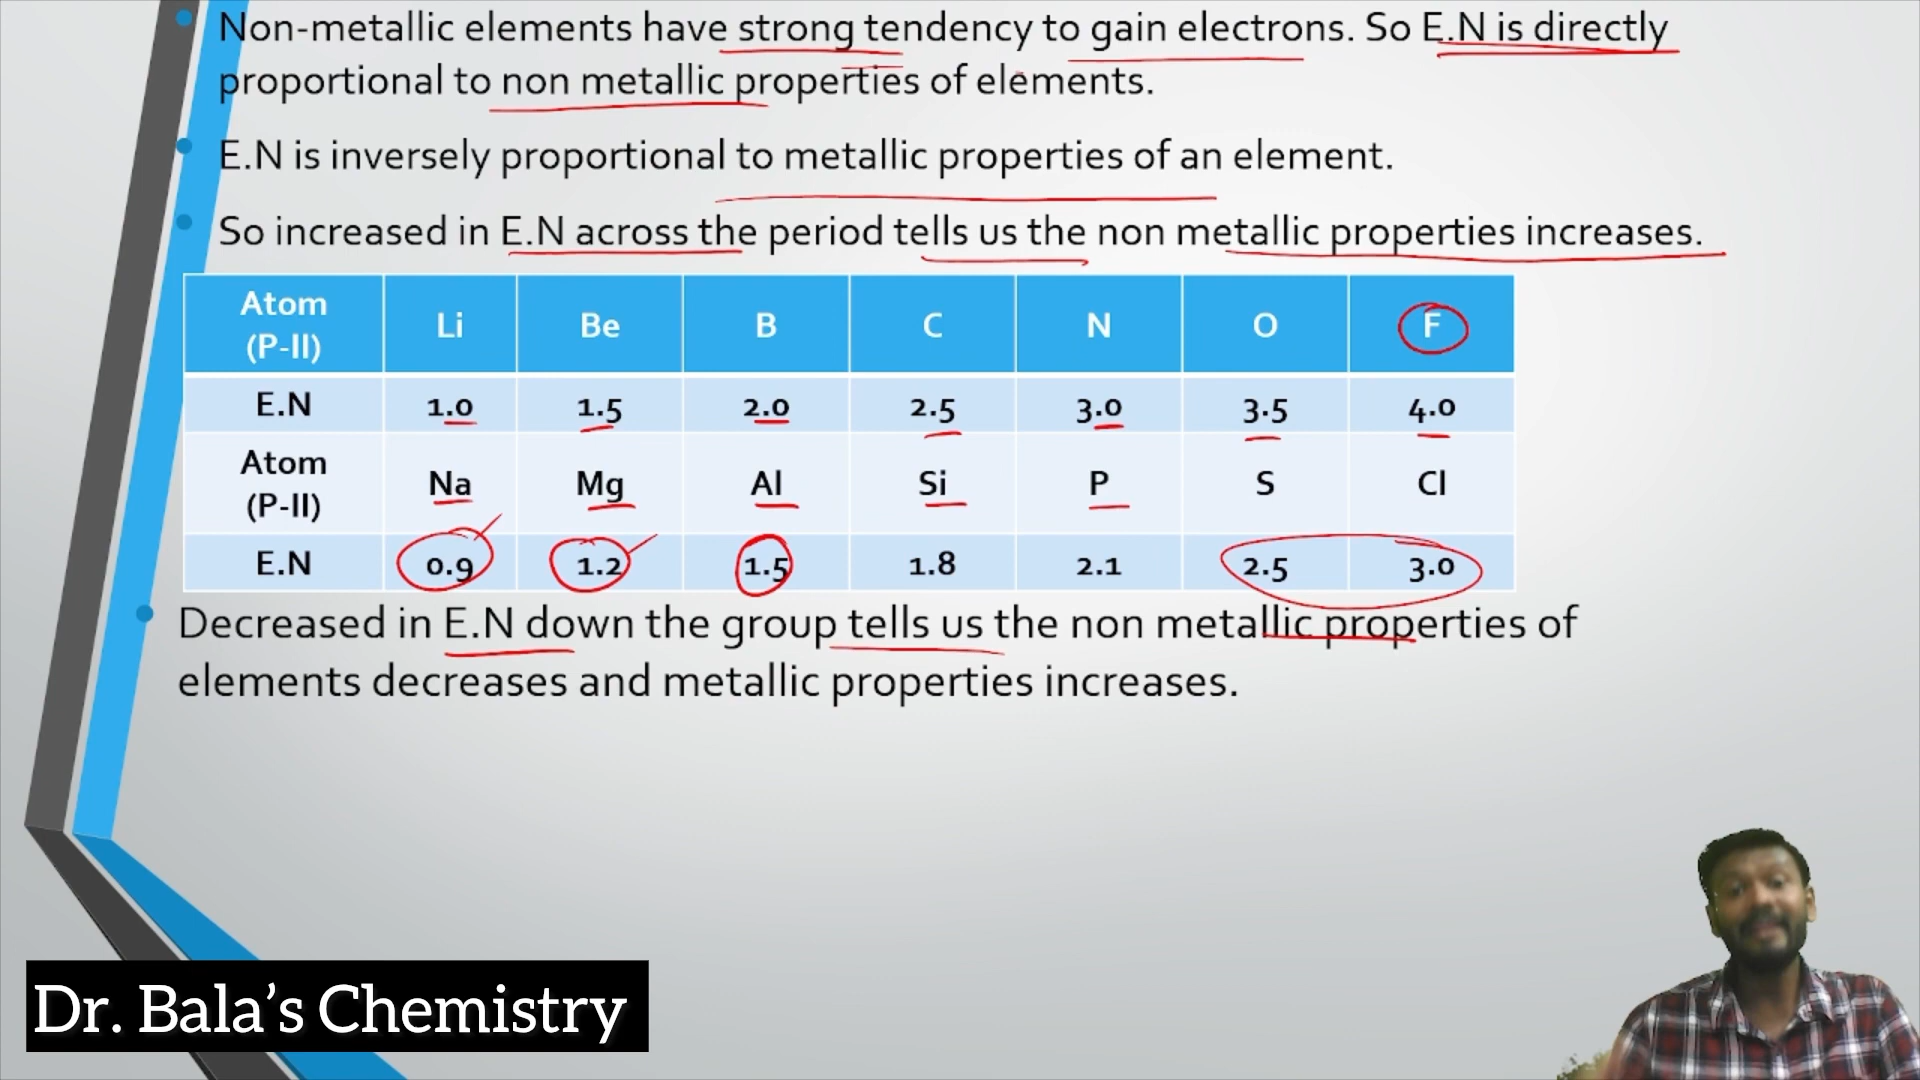 Non-metallic elements have strong tendency to gain electrons. So E.N is directly
proportional to non metallic properties of elements.
E.N is inversely proportional to metallic properties of an element.
So increased in E.N across the period tells us the non metallic properties increases.
Atom (P-II) Li Be B C N O F
E.N 1.0 1.5 2.0 2.5 3.0 3.5 4.0
Atom (P-II) Na Mg Al Si P S Cl
E.N 0.9 1.2 1.5 1.8 2.1 2.5 3.0
Decreased in E.N down the group tells us the non metallic properties of
elements decreases and metallic properties increases.
Dr. Bala’s Chemistry